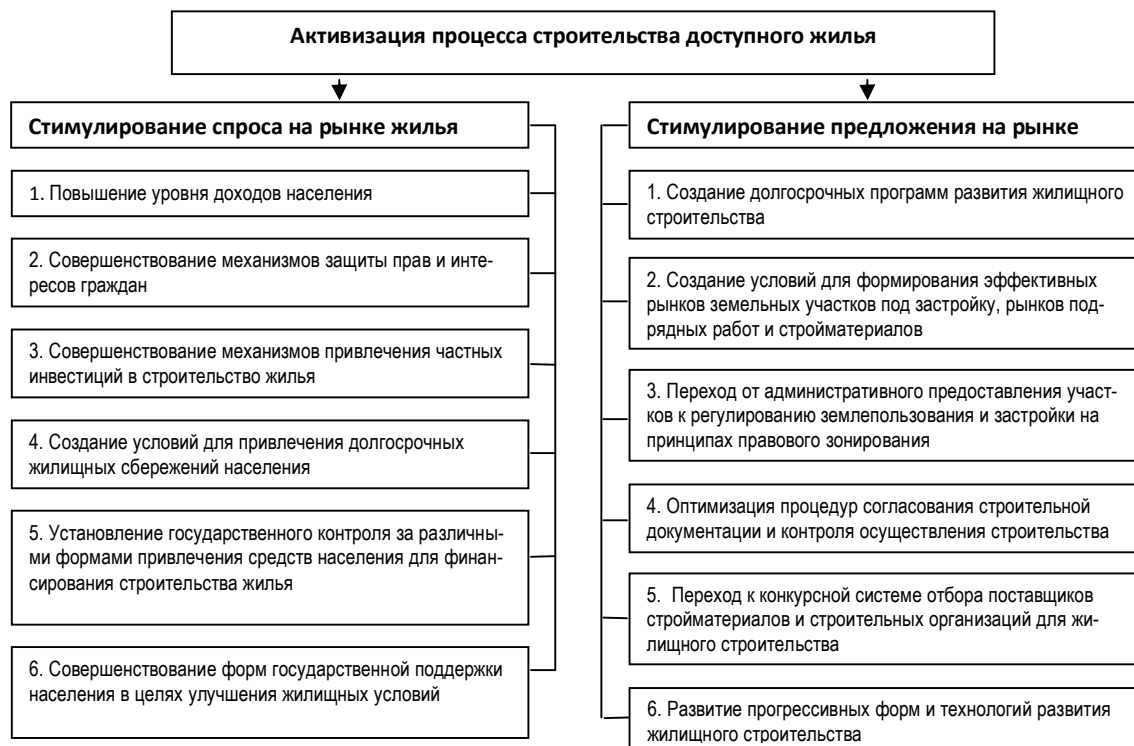 Активизация процесса строительства доступного жилья
Стимулирование спроса на рынке жилья
1. Повышение уровня доходов населения
2. Совершенствование механизмов защиты прав и инте-
ресов граждан
3. Совершенствование механизмов привлечения частных
инвестиций в строительство жилья
4. Создание условий для привлечения долгосрочных
жилищных сбережений населения
5. Установление государственного контроля за различны-
ми формами привлечения средств населения для финан-
сирования строительства жилья
6. Совершенствование форм государственной поддержки
населения в целях улучшения жилищных условий
Стимулирование предложения на рынке
1. Создание долгосрочных программ развития жилищного
строительства
2. Создание условий для формирования эффективных
рынков земельных участков под застройку, рынков под-
рядных работ и стройматериалов
3. Переход от административного предоставления участ-
ков к регулированию землепользования и застройки на
принципах правового зонирования
4. Оптимизация процедур согласования строительной
документации и контроля осуществления строительства
5. Переход к конкурсной системе отбора поставщиков
стройматериалов и строительных организаций для жи-
лищного строительства
6. Развитие прогрессивных форм и технологий развития
жилищного строительства